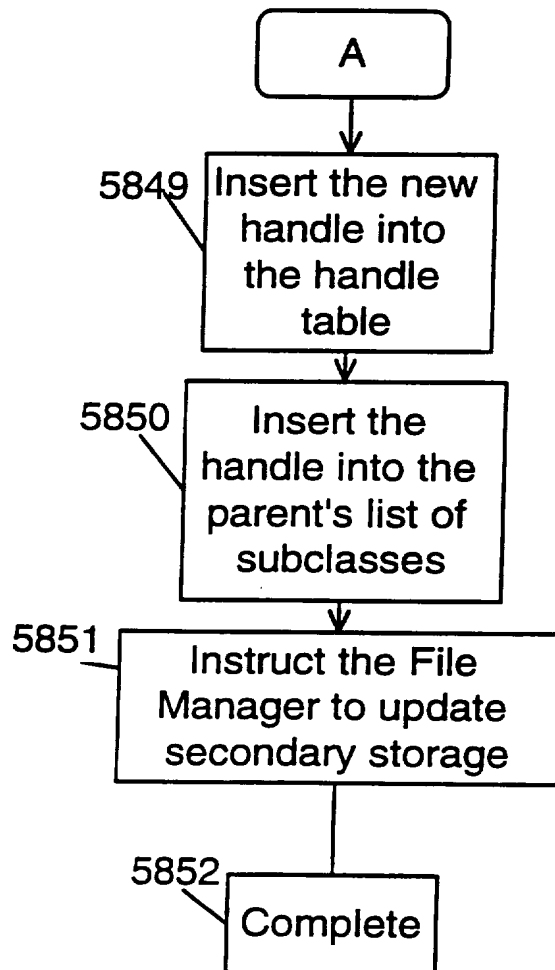 A
5849
Insert the new
handle into
the handle
table
5850
Insert the
handle into the
parent's list of
subclasses
5851
Instruct the File
Manager to update
secondary storage
5852
Complete